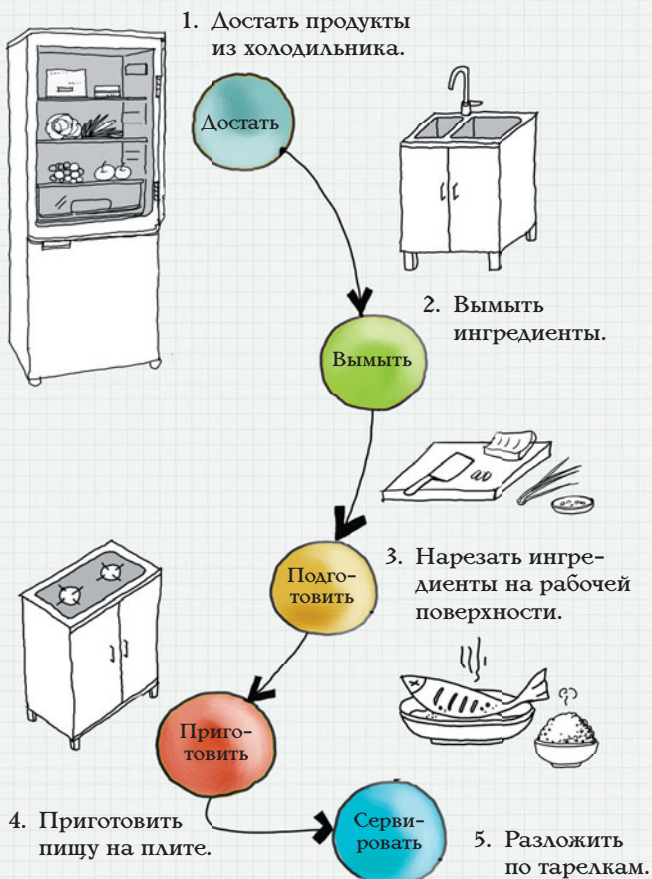 1. Достать продукты
из холодильника.
Достать
2. Вымыть
ингредиенты.
Вымыть
3. Нарезать ингре-
диенты на рабочей
поверхности.
Подго-
товить
Приго-
товить
4. Приготовить
пищу на плите.
Серви-
ровать
5. Разложить
по тарелкам.